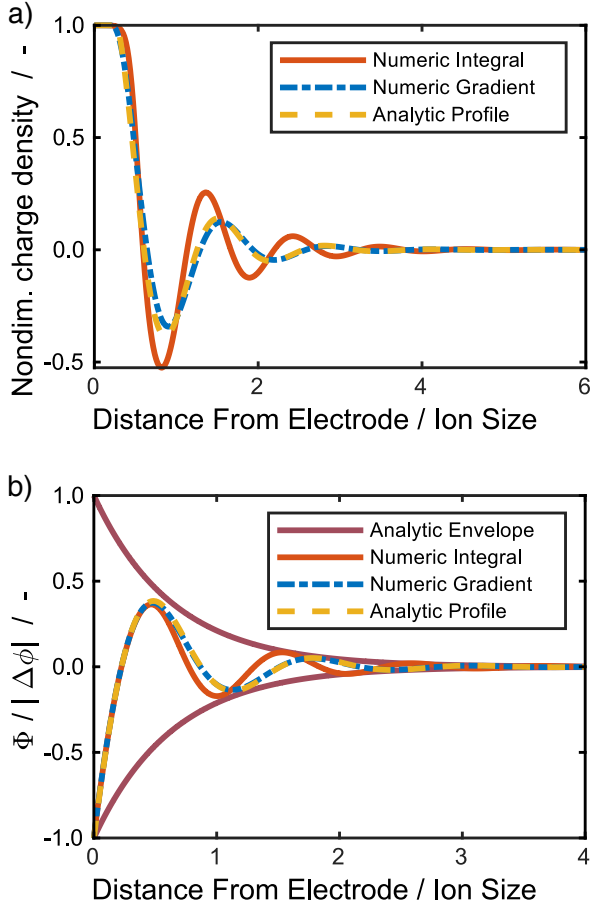 a)
Nondim. charge density / -
1.0
0.5
0.0
-0.5
Numeric Integral
Numeric Gradient
Analytic Profile
0
2
4
6
Distance From Electrode / Ion Size
b)
Φ / | Δϕ| / -
1.0
0.5
0.0
-0.5
-1.0
Analytic Envelope
Numeric Integral
Numeric Gradient
Analytic Profile
0
1
2
3
4
Distance From Electrode / Ion Size